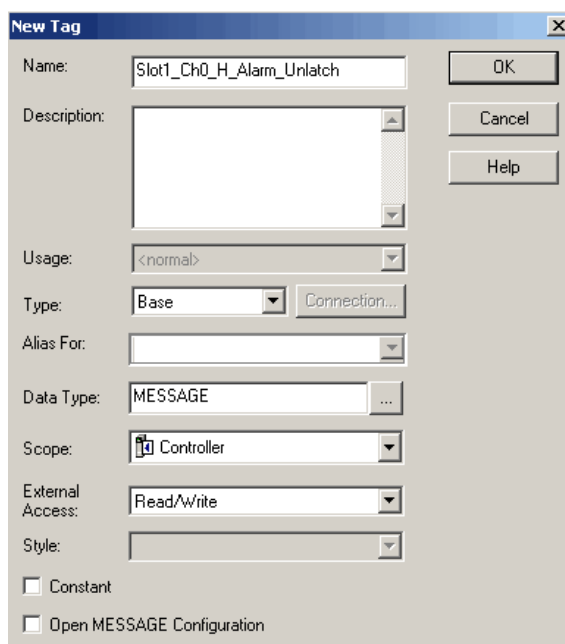 New Tag
Name: Slot1_Ch0_H_Alarm_Unlatch OK
Description: Cancel
Help
Usage: <normal>
Type: Base Connection...
Alias For:
Data Type: MESSAGE ...
Scope: Controller
External
Access: Read/Write
Style:
Constant
Open MESSAGE Configuration